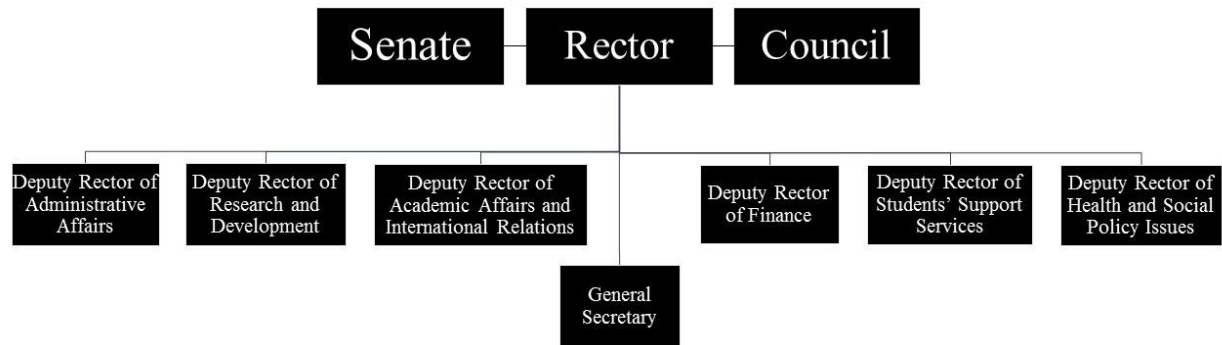 Senate
Rector
Council
Deputy Rector of
Administrative
Affairs
Deputy Rector of
Research and
Development
Deputy Rector of
Academic Affairs and
International Relations
Deputy Rector
of Finance
Deputy Rector of
Students’ Support
Services
Deputy Rector of
Health and Social
Policy Issues
General
Secretary